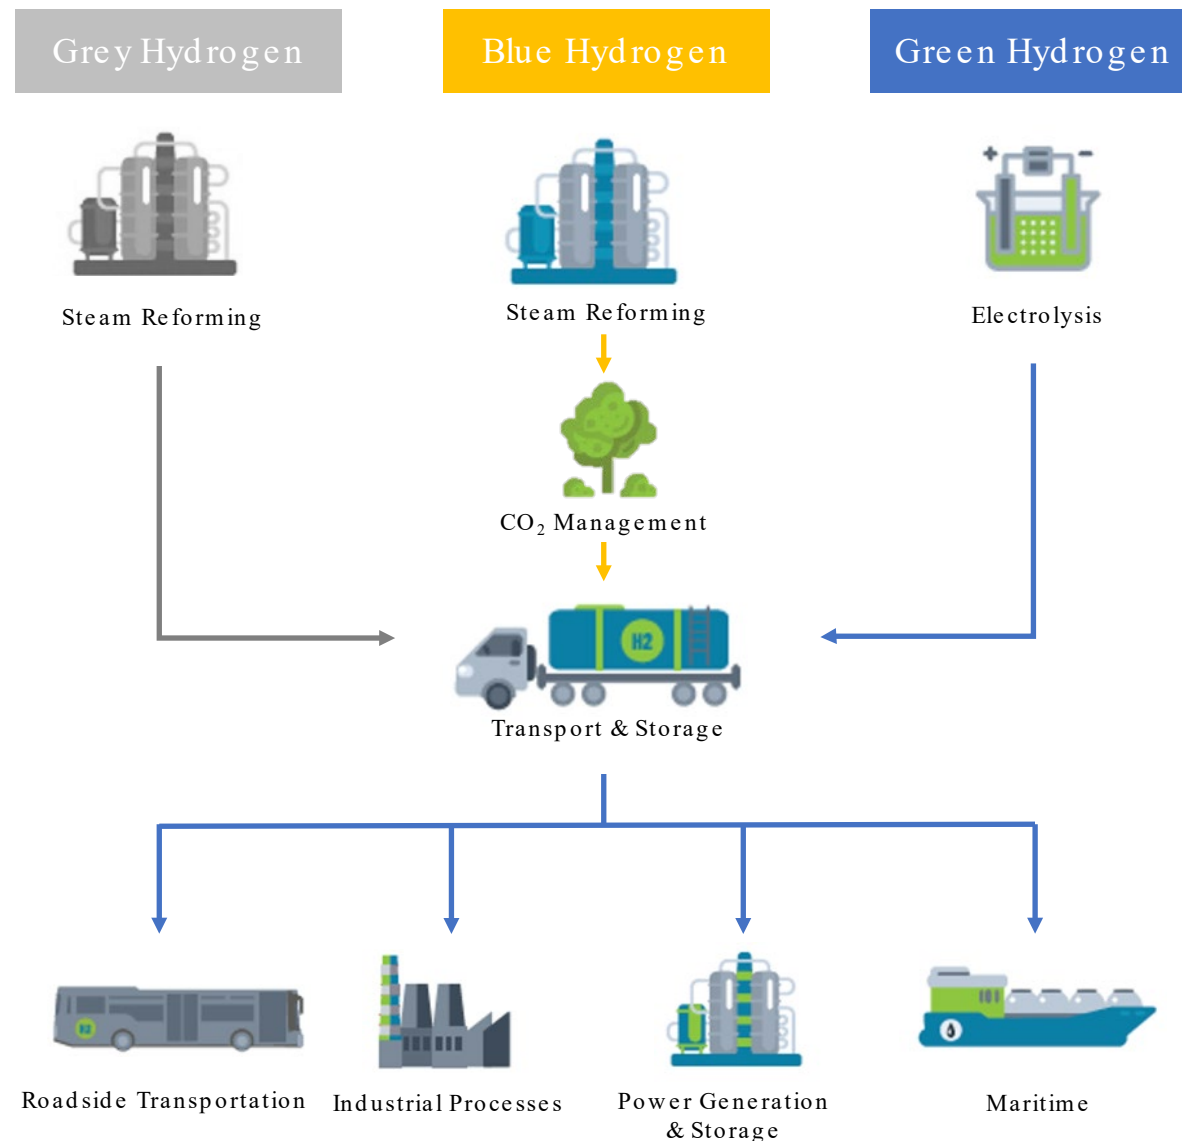 Grey Hydrogen
Blue Hydrogen
Green Hydrogen
+ −
Steam Reforming
Steam Reforming
Electrolysis
CO₂ Management
H2
Transport & Storage
H2
Roadside Transportation
Industrial Processes
Power Generation
& Storage
Maritime